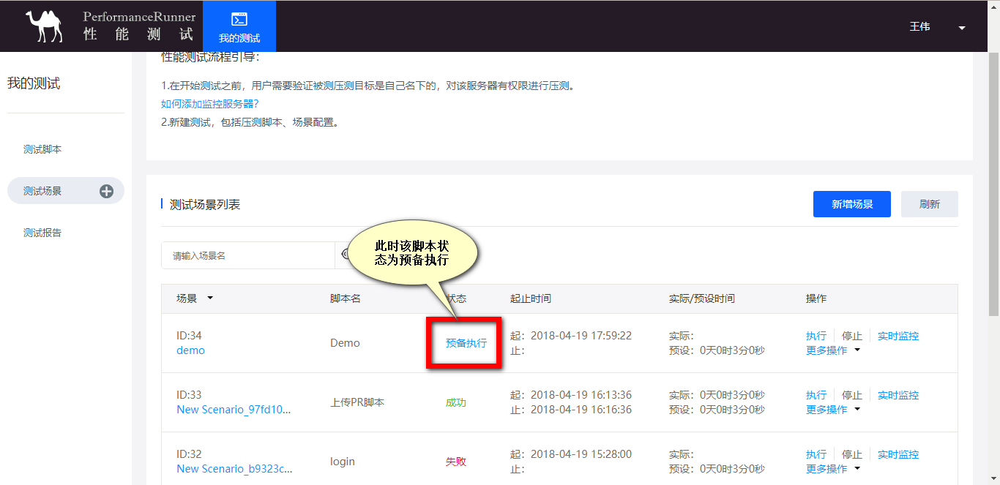 PerformanceRunner
性能测试
我的测试
王伟
我的测试
测试脚本
测试场景
测试报告
性能测试流程引导：
1.在开始测试之前，用户需要验证被测压测目标是自己名下的，对该服务器有权限进行压测。
如何添加监控服务器?
2.新建测试，包括压测脚本、场景配置。
测试场景列表
新增场景
刷新
请输入场景名
此时该脚本状
态为预备执行
场景 脚本名 状态 起止时间 实际/预设时间 操作
ID:34
demo
Demo
预备执行
起：2018-04-19 17:59:22
止：
实际：
预设：0天0时3分0秒
执行 停止 实时监控
更多操作
ID:33
New Scenario_97fd10...
上传PR脚本
成功
起：2018-04-19 16:13:36
止：2018-04-19 16:16:36
实际：0天0时3分0秒
预设：0天0时3分0秒
执行 停止 实时监控
更多操作
ID:32
New Scenario_b9323c...
login
失败
起：2018-04-19 15:28:00
止：
实际：
预设：0天0时3分0秒
执行 停止 实时监控
更多操作